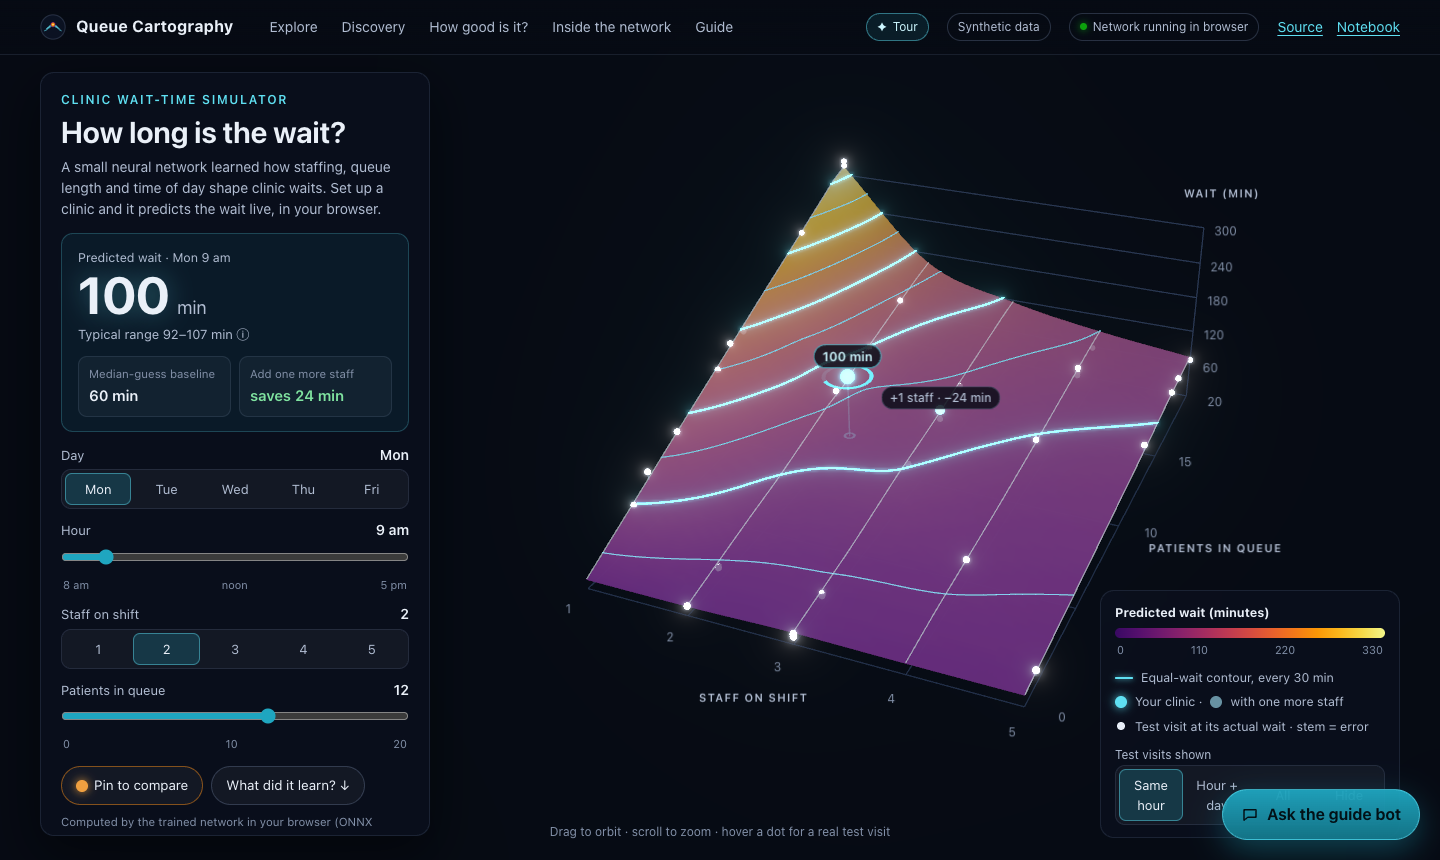 Queue Cartography
Explore
Discovery
How good is it?
Inside the network
Guide
Tour
Synthetic data
Network running in browser
Source
Notebook
CLINIC WAIT-TIME SIMULATOR
How long is the wait?
A small neural network learned how staffing, queue
length and time of day shape clinic waits. Set up a
clinic and it predicts the wait live, in your browser.
Predicted wait · Mon 9 am
100 min
Typical range 92–107 min ⓘ
Median-guess baseline
60 min
Add one more staff
saves 24 min
Day Mon
Mon Tue Wed Thu Fri
Hour 9 am
8 am noon 5 pm
Staff on shift 2
1 2 3 4 5
Patients in queue 12
0 10 20
Pin to compare
What did it learn? ↓
Computed by the trained network in your browser (ONNX
WAIT (MIN)
300
240
180
120
60
20
15
10
PATIENTS IN QUEUE
0
100 min
+1 staff · −24 min
1
2
3
4
5
STAFF ON SHIFT
Drag to orbit · scroll to zoom · hover a dot for a real test visit
Predicted wait (minutes)
0 110 220 330
Equal-wait contour, every 30 min
Your clinic · with one more staff
Test visit at its actual wait · stem = error
Test visits shown
Same
hour
Hour +
Ask the guide bot